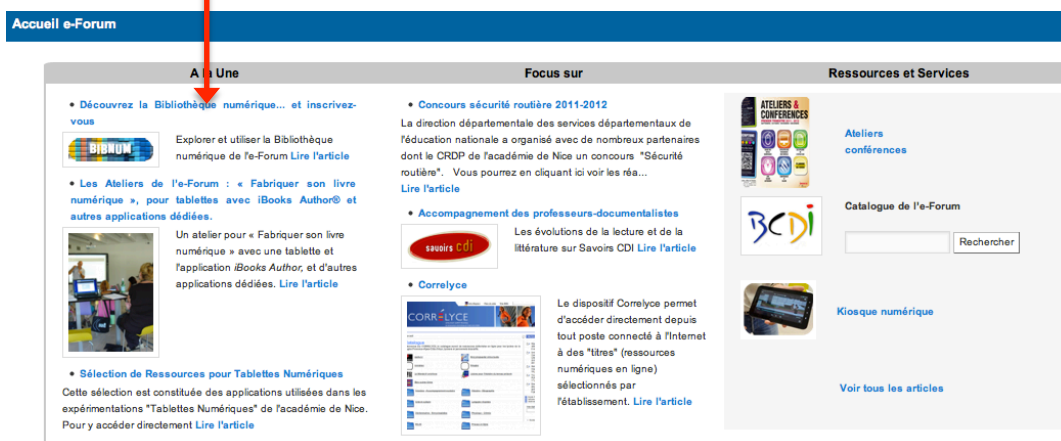 Accueil e-Forum
A la Une
• Découvrez la Bibliothèque numérique... et inscrivez-
vous
BIBNUM
Explorer et utiliser la Bibliothèque
numérique de l'e-Forum Lire l'article
• Les Ateliers de l'e-Forum : « Fabriquer son livre
numérique », pour tablettes avec iBooks Author® et
autres applications dédiées.
Un atelier pour « Fabriquer son livre
numérique » avec une tablette et
l'application iBooks Author, et d'autres
applications dédiées. Lire l'article
• Sélection de Ressources pour Tablettes Numériques
Cette sélection est constituée des applications utilisées dans les
expérimentations "Tablettes Numériques" de l'académie de Nice.
Pour y accéder directement Lire l'article
Focus sur
• Concours sécurité routière 2011-2012
La direction départementale des services départementaux de
l'éducation nationale a organisé avec de nombreux partenaires
dont le CRDP de l'académie de Nice un concours "Sécurité
routière". Vous pourrez en cliquant ici voir les réa...
Lire l'article
• Accompagnement des professeurs-documentalistes
savoirs cdi
Les évolutions de la lecture et de la
littérature sur Savoirs CDI Lire l'article
• Correlyce
CORRÉLYCE
Le dispositif Correlyce permet
d'accéder directement depuis
tout poste connecté à l'Internet
à des "titres" (ressources
numériques en ligne)
sélectionnés par
l'établissement. Lire l'article
Ressources et Services
ATELIERS &
CONFERENCES
Ateliers
conférences
BCDI
Catalogue de l'e-Forum
Rechercher
Kiosque numérique
Voir tous les articles